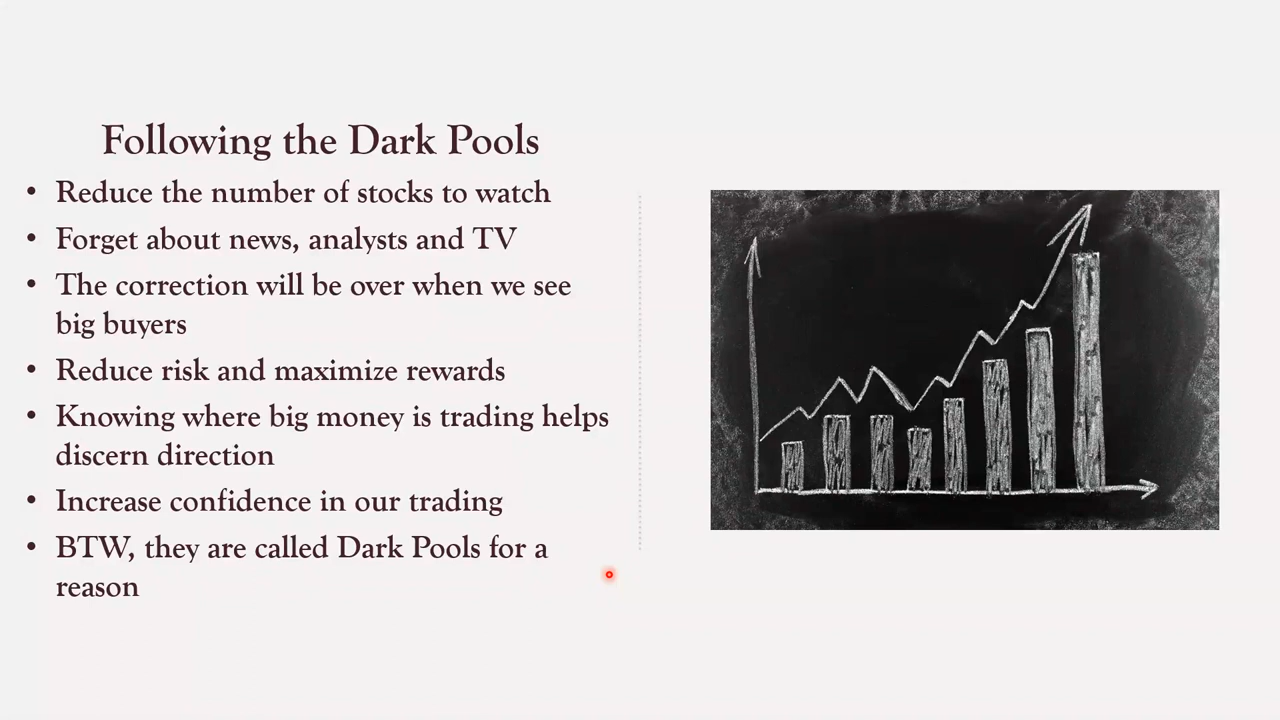 Following the Dark Pools
• Reduce the number of stocks to watch
• Forget about news, analysts and TV
• The correction will be over when we see
big buyers
• Reduce risk and maximize rewards
• Knowing where big money is trading helps
discern direction
• Increase confidence in our trading
• BTW, they are called Dark Pools for a
reason